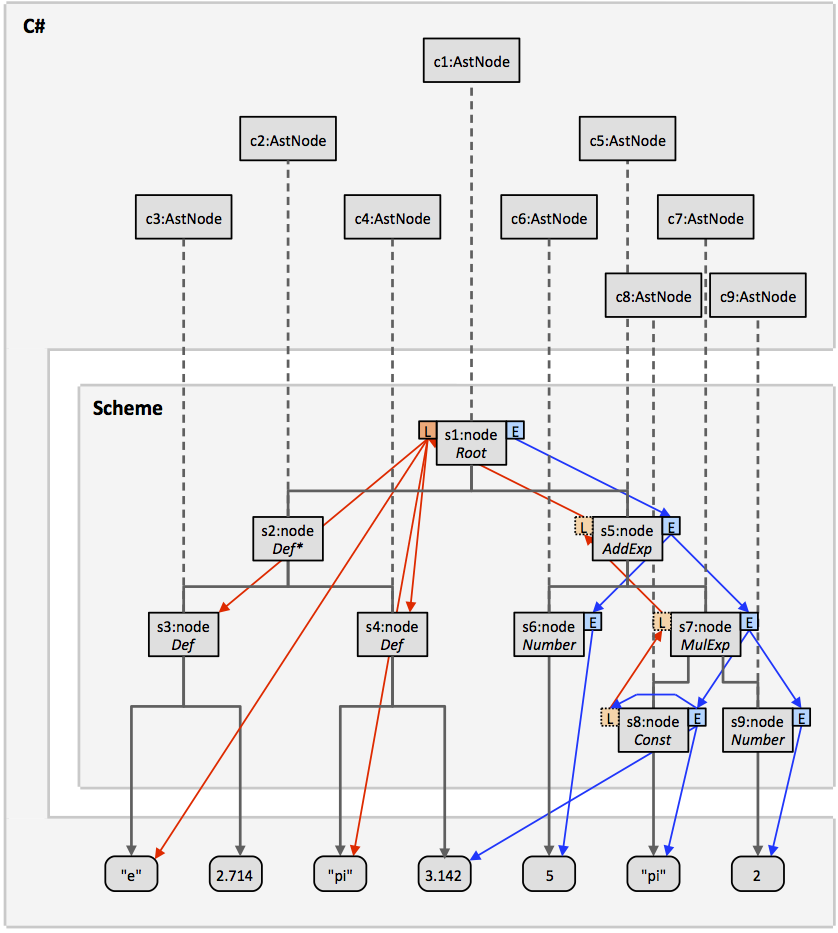 C#
c1:AstNode
c2:AstNode
c5:AstNode
c3:AstNode
c4:AstNode
c6:AstNode
c7:AstNode
c8:AstNode
c9:AstNode
Scheme
L
s1:node
Root
E
s2:node
Def*
L
s5:node
AddExp
E
s3:node
Def
s4:node
Def
s6:node
Number
E
L
s7:node
MulExp
E
L
s8:node
Const
E
s9:node
Number
E
"e"
2.714
"pi"
3.142
5
"pi"
2